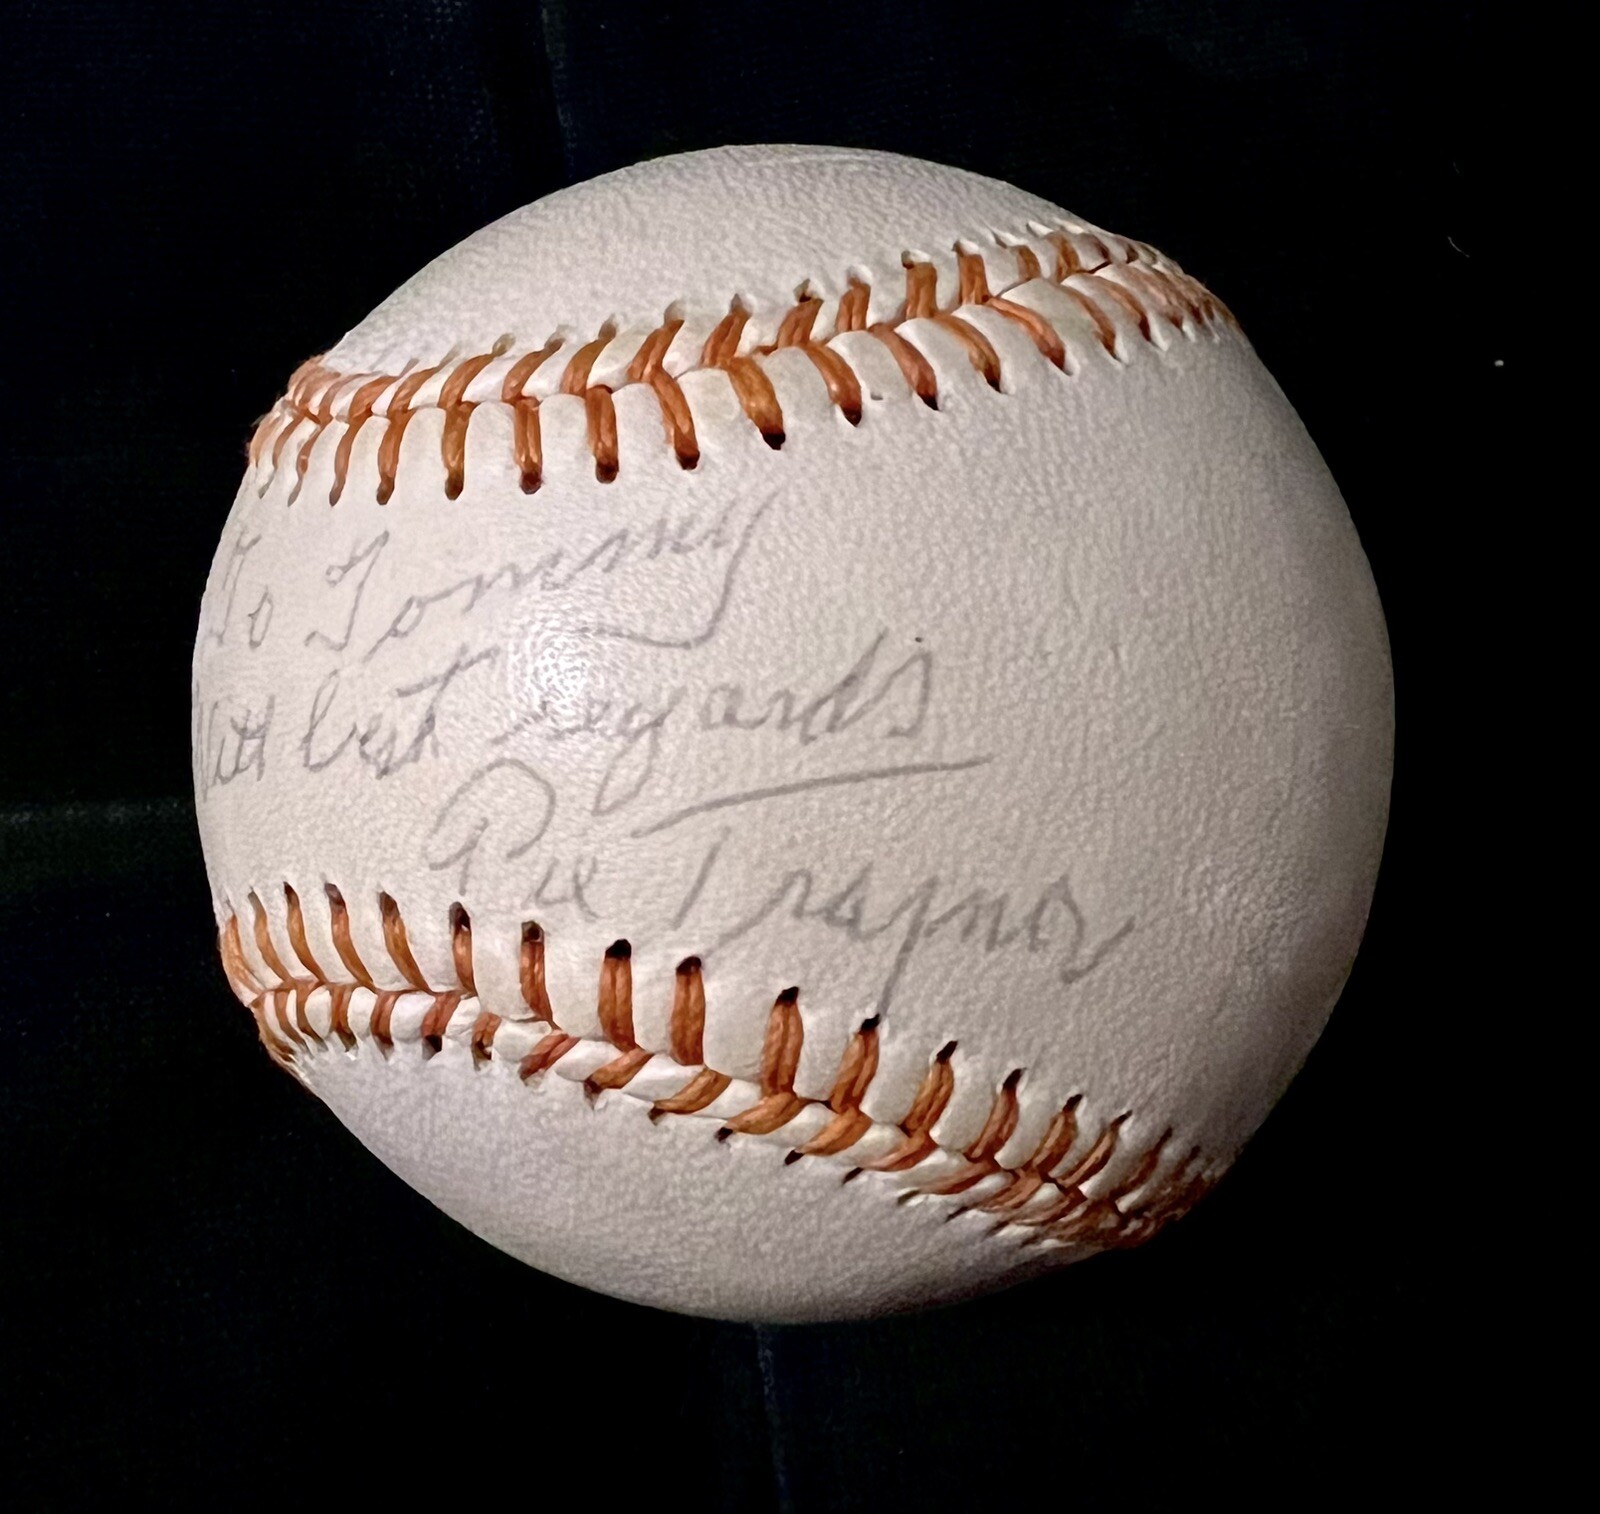 To Tommy
With best regards
Pie Traynor